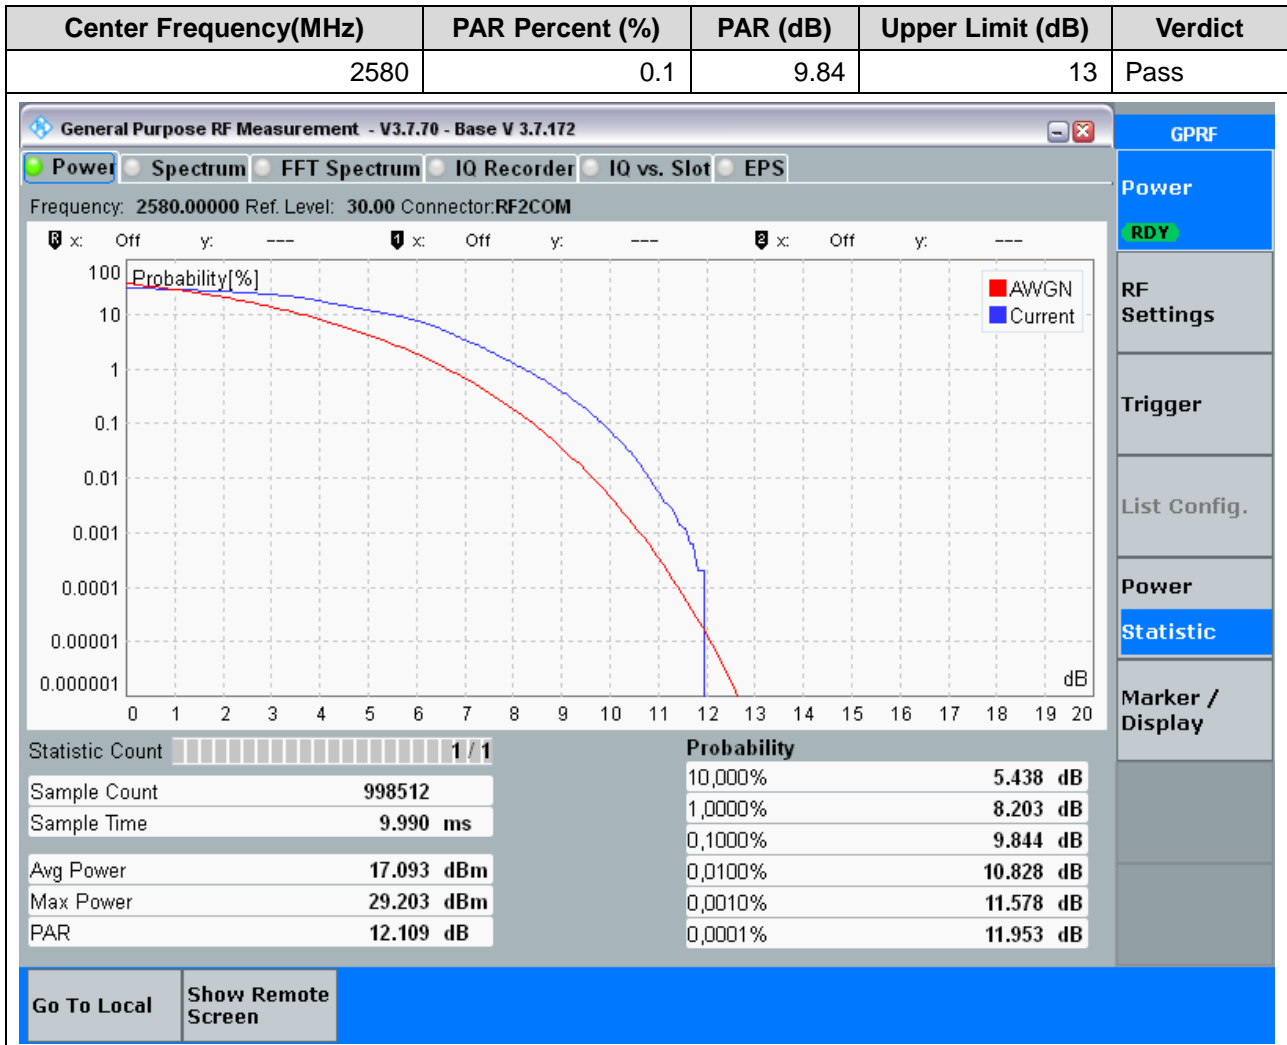 Center Frequency(MHz) PAR Percent (%) PAR (dB) Upper Limit (dB) Verdict
2580 0.1 9.84 13 Pass
General Purpose RF Measurement - V3.7.70 - Base V 3.7.172
GPRF
Power Spectrum FFT Spectrum IQ Recorder IQ vs. Slot EPS
Power
RDY
Frequency: 2580.00000 Ref. Level: 30.00 Connector:RF2COM
R x: Off y: --- 1 x: Off y: --- 2 x: Off y: ---
Probability[%]
AWGN
Current
100
10
1
0.1
0.01
0.001
0.0001
0.00001
0.000001
dB
0 1 2 3 4 5 6 7 8 9 10 11 12 13 14 15 16 17 18 19 20
RF
Settings
Trigger
List Config.
Power
Statistic
Marker /
Display
Statistic Count 1 / 1
Sample Count 998512
Sample Time 9.990 ms
Avg Power 17.093 dBm
Max Power 29.203 dBm
PAR 12.109 dB
Probability
10,000% 5.438 dB
1,0000% 8.203 dB
0,1000% 9.844 dB
0,0100% 10.828 dB
0,0010% 11.578 dB
0,0001% 11.953 dB
Go To Local
Show Remote
Screen